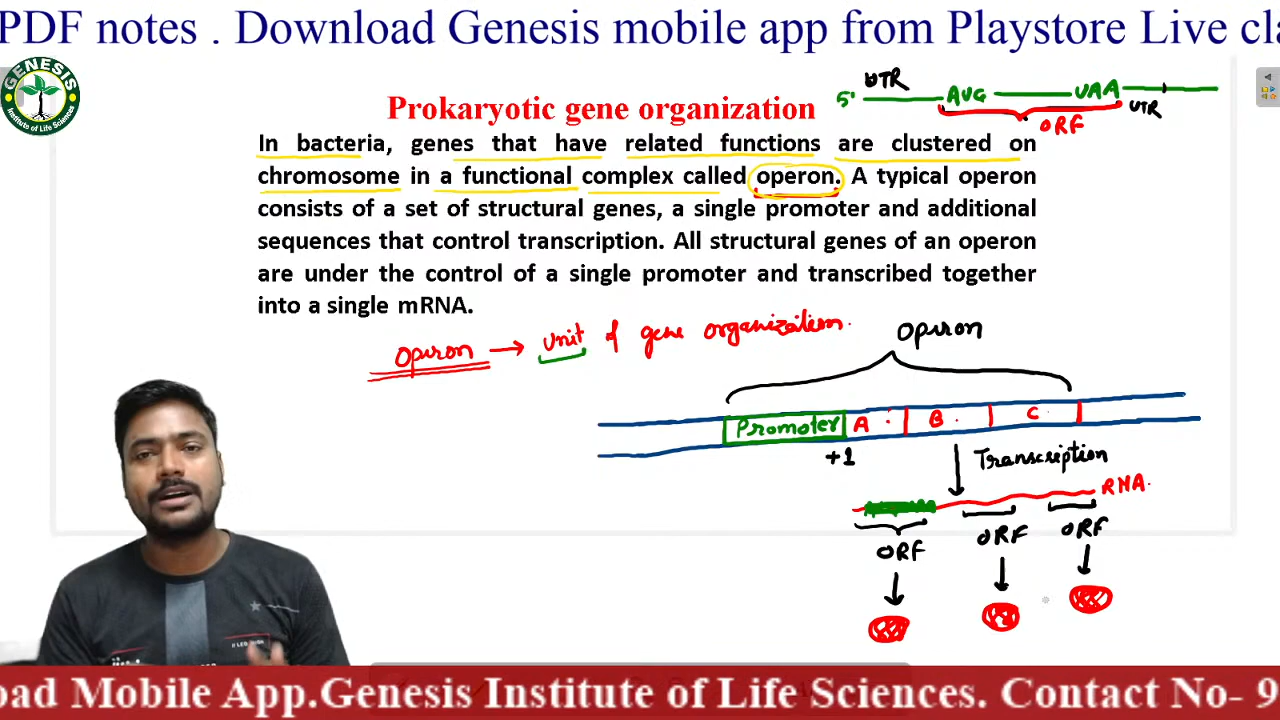 PDF notes . Download Genesis mobile app from Playstore Live cla
GENESIS
Institute of Life Sciences
5' UTR AUG UAA UTR
ORF
Prokaryotic gene organization
In bacteria, genes that have related functions are clustered on
chromosome in a functional complex called operon. A typical operon
consists of a set of structural genes, a single promoter and additional
sequences that control transcription. All structural genes of an operon
are under the control of a single promoter and transcribed together
into a single mRNA.
Operon → unit of gene organization.
Operon
Promoter A B C
+1
Transcription
RNA
ORF ORF ORF
oad Mobile App.Genesis Institute of Life Sciences. Contact No- 9